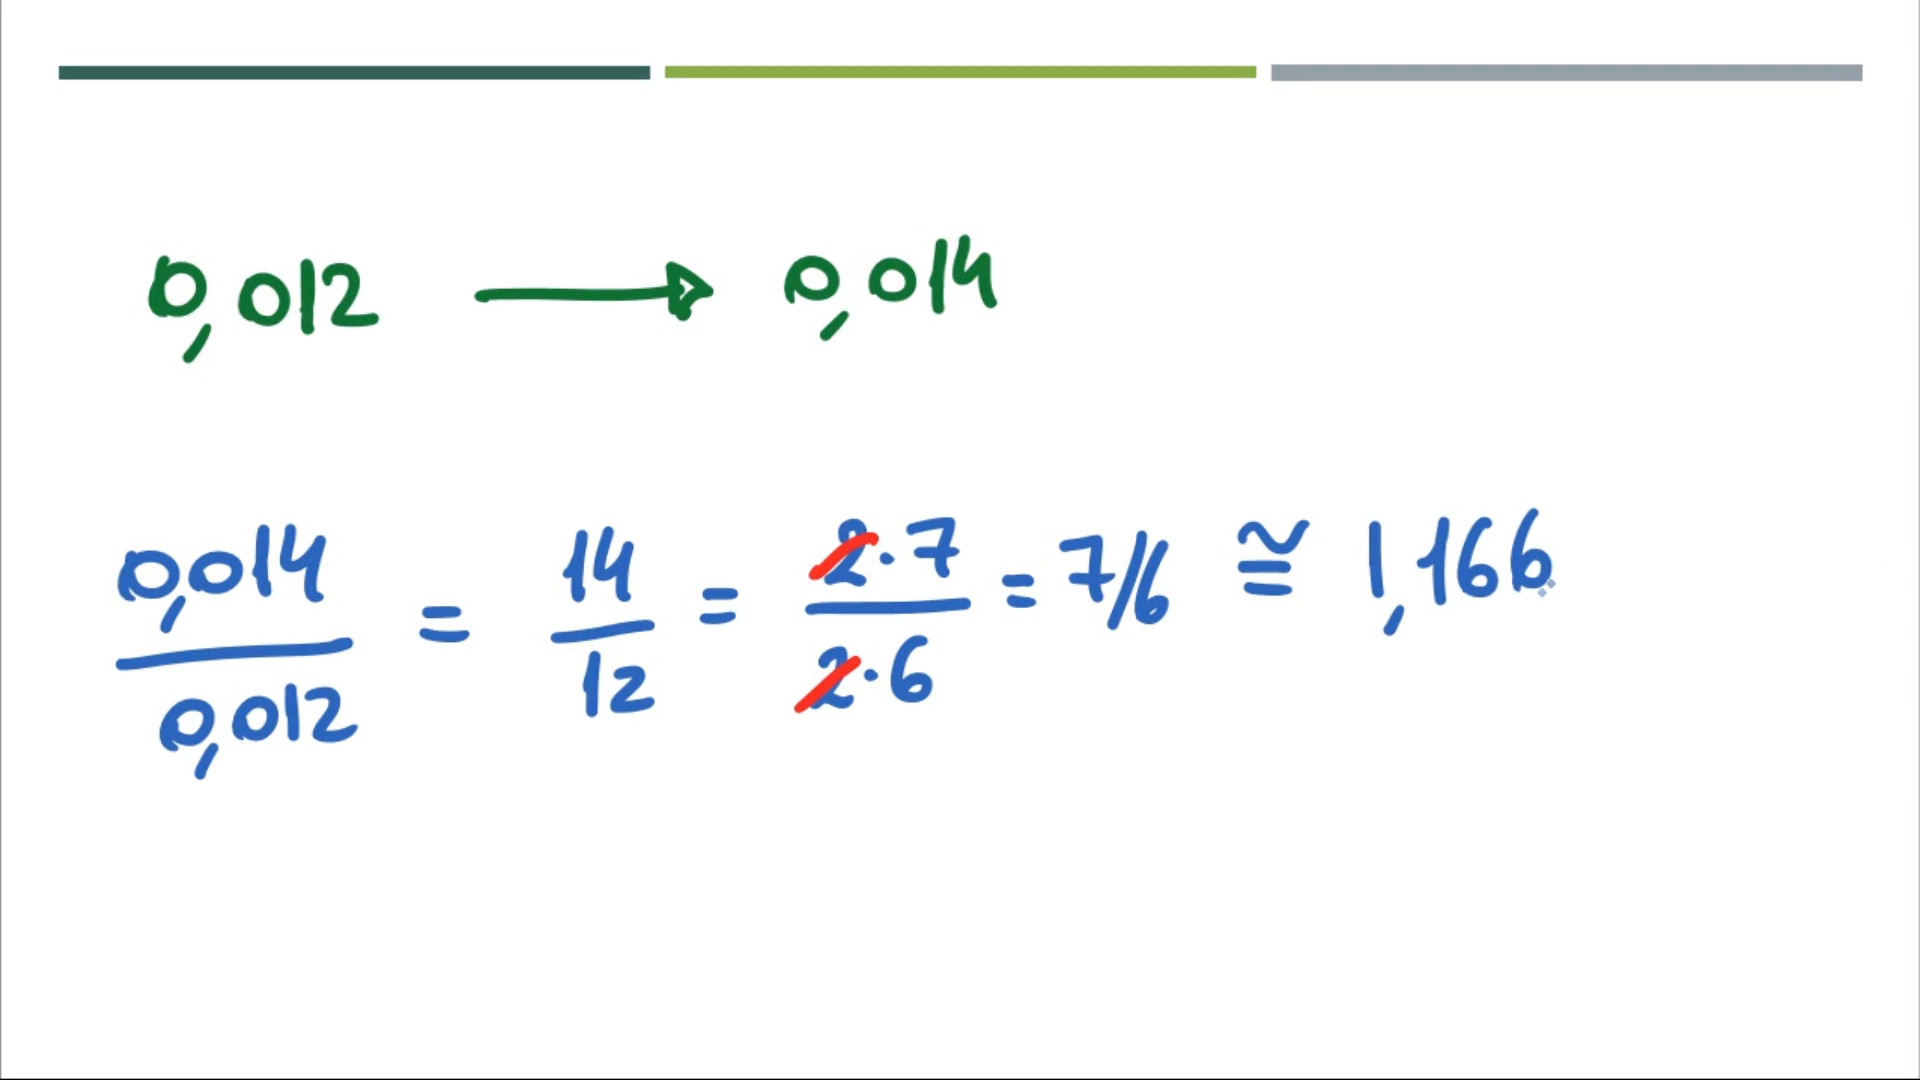 0,012 → 0,014
0,014/0,012 = 14/12 = 2·7/2·6 = 7/6 ≅ 1,166